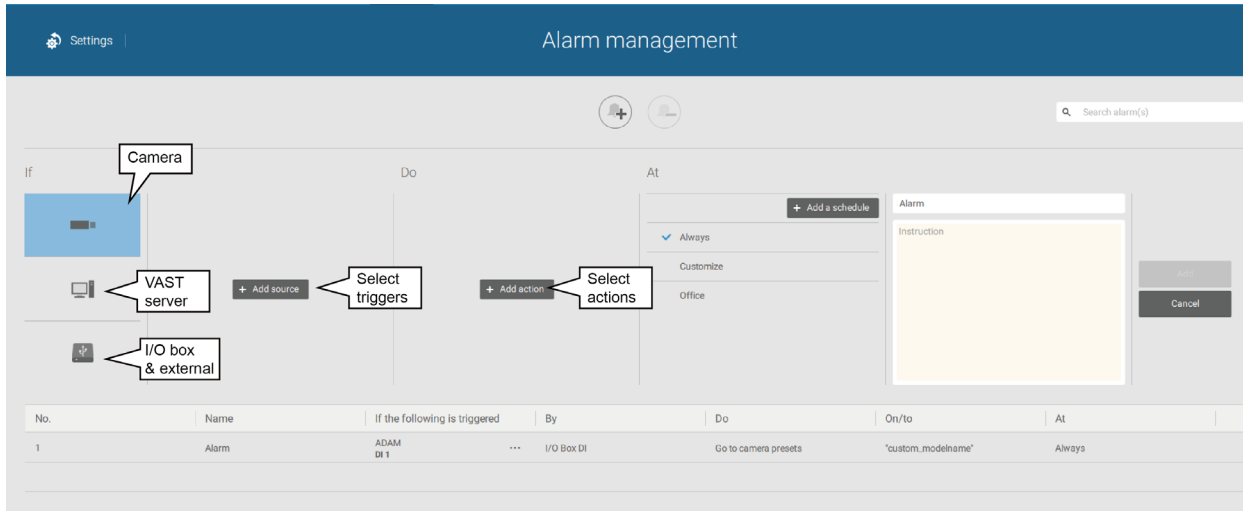 Settings
Alarm management
Search alarm(s)
Camera
If
Do
At
+ Add a schedule
Alarm
Always
Instruction
Customize
Office
VAST
server
+ Add source
Select
triggers
+ Add action
Select
actions
Add
Cancel
I/O box
& external
No.
Name
If the following is triggered
By
Do
On/to
At
1
Alarm
ADAM
DI 1
...
I/O Box DI
Go to camera presets
"custom_modelname"
Always